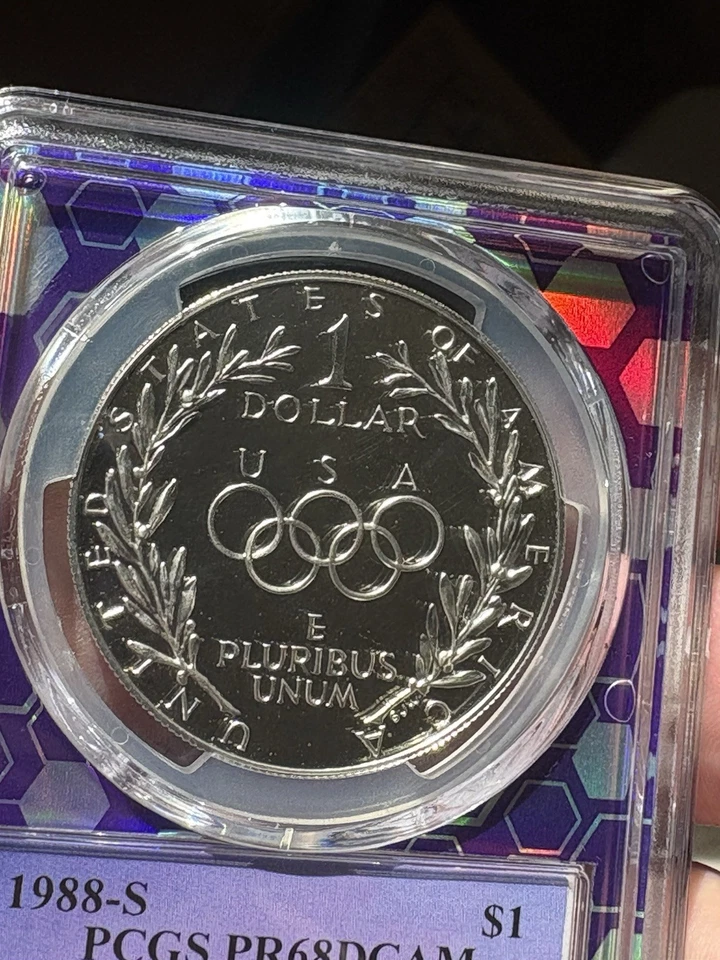 UNITED STATES OF AMERICA
1
DOLLAR
U S A
E
PLURIBUS
UNUM
1988-S
$1
PCGS PR68DCAM